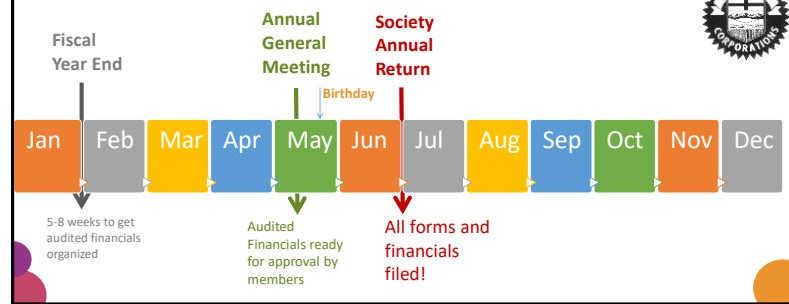 Fiscal
Year End
Annual
General
Meeting
Society
Annual
Return
CORPORATIONS
Birthday
Jan Feb Mar Apr May Jun Jul Aug Sep Oct Nov Dec
5-8 weeks to get
audited financials
organized
Audited
Financials ready
for approval by
members
All forms and
financials
filed!